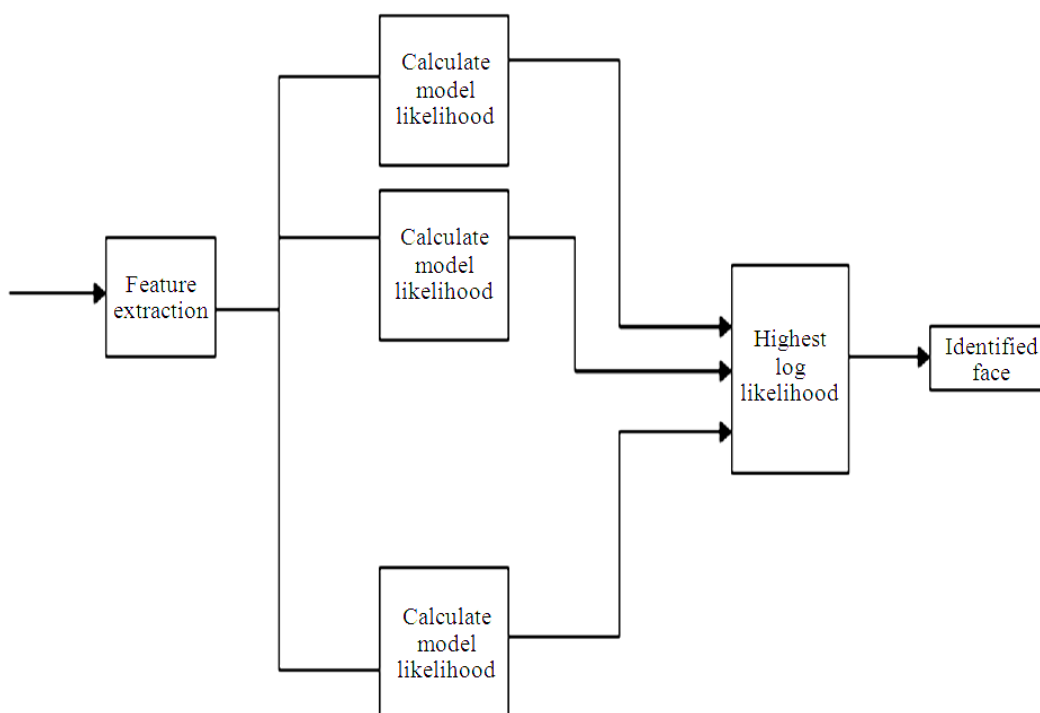 Calculate
model
likelihood
Calculate
model
likelihood
Feature
extraction
Highest
log
likelihood
Identified
face
Calculate
model
likelihood